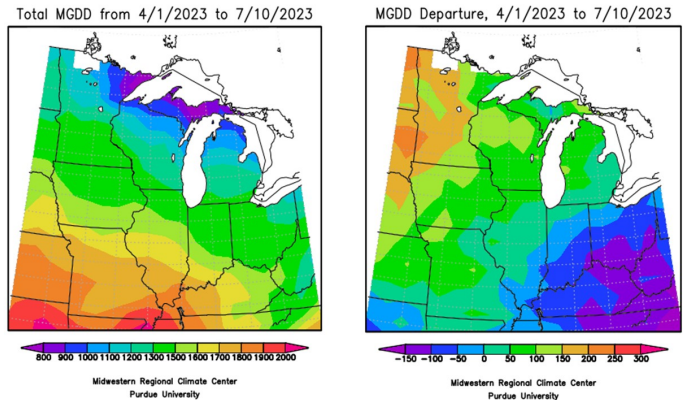 Total MGDD from 4/1/2023 to 7/10/2023
MGDD Departure, 4/1/2023 to 7/10/2023
800 900 1000 1100 1200 1300 1500 1600 1700 1800 1900 2000
-150 -100 -50 0 50 100 150 200 250 300
Midwestern Regional Climate Center
Purdue University
Midwestern Regional Climate Center
Purdue University